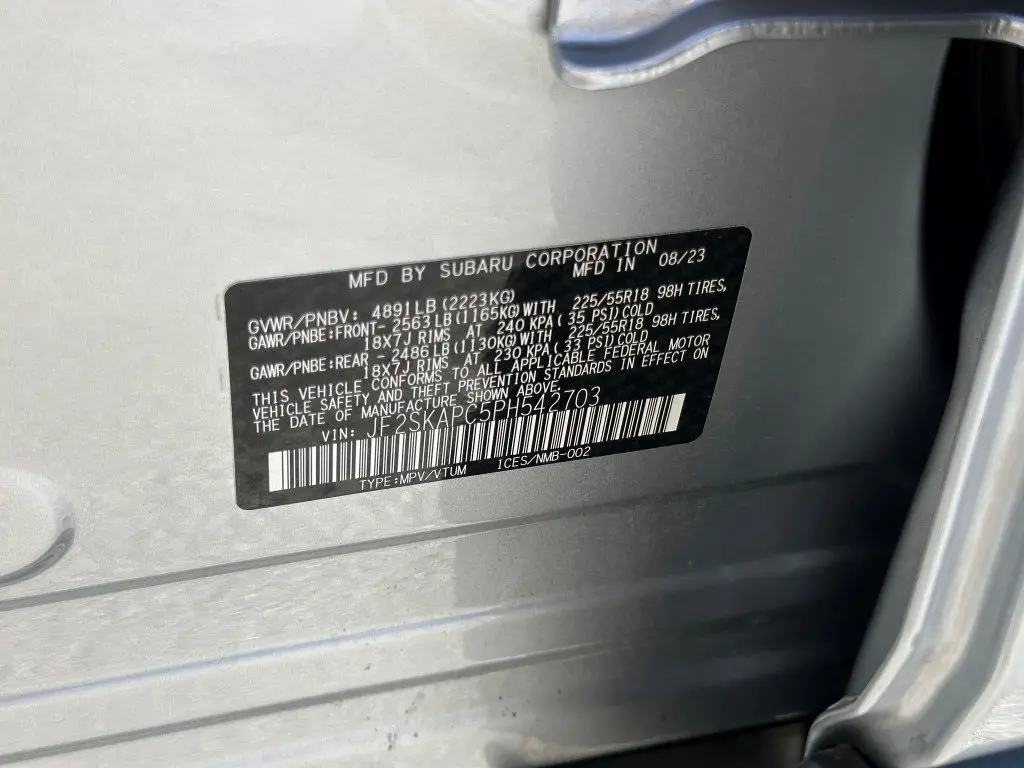 MFD BY SUBARU CORPORATION
MFD IN 08/23
GVWR/PNBV: 4891LB (2223KG)
GAWR/PNBE:FRONT- 2563LB (1165KG) WITH 225/55R18 98H TIRES,
18X7J RIMS AT 240 KPA ( 35 PSI) COLD
GAWR/PNBE:REAR - 2486LB (1130KG) WITH 225/55R18 98H TIRES,
18X7J RIMS AT 230 KPA ( 33 PSI) COLD.
THIS VEHICLE CONFORMS TO ALL APPLICABLE FEDERAL MOTOR
VEHICLE SAFETY AND THEFT PREVENTION STANDARDS IN EFFECT ON
THE DATE OF MANUFACTURE SHOWN ABOVE.
VIN: JF2SKAPC5PH542703
TYPE:MPV/VTUM ICES/NMB-002